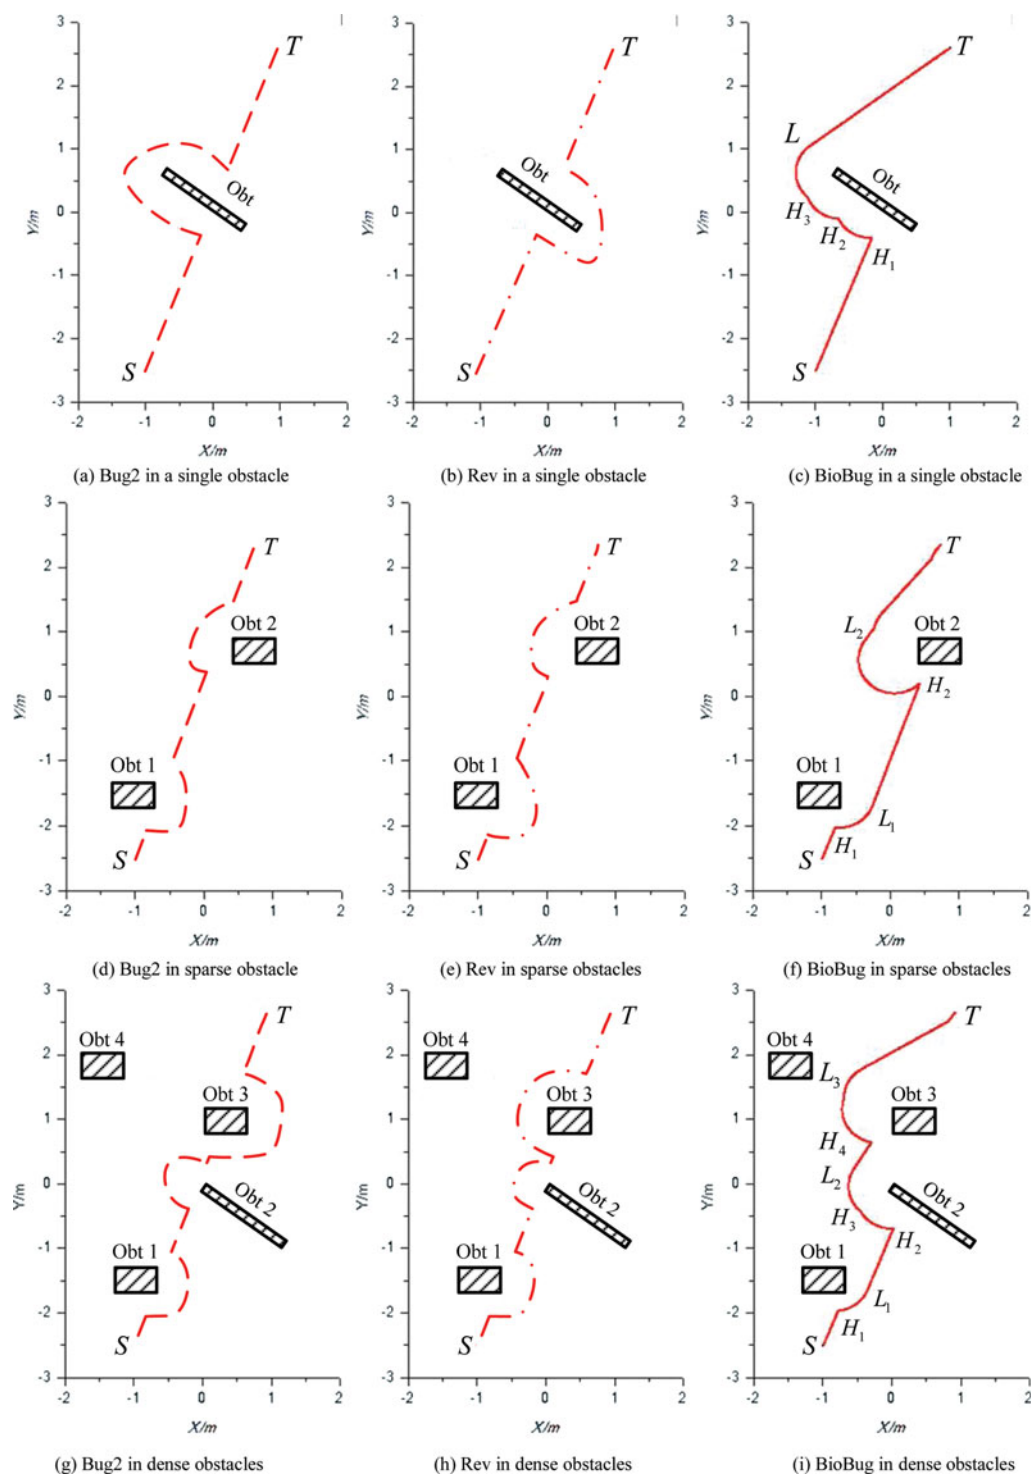 3
2
1
0
-1
-2
-3
-2
-1
0
1
2
Y/m
X/m
T
Obt
S
(a) Bug2 in a single obstacle
3
2
1
0
-1
-2
-3
-2
-1
0
1
2
Y/m
X/m
T
Obt
S
(b) Rev in a single obstacle
3
2
1
0
-1
-2
-3
-2
-1
0
1
2
Y/m
X/m
T
L
Obt
H3
H2
H1
S
(c) BioBug in a single obstacle
3
2
1
0
-1
-2
-3
-2
-1
0
1
2
Y/m
X/m
T
Obt 2
Obt 1
S
(d) Bug2 in sparse obstacle
3
2
1
0
-1
-2
-3
-2
-1
0
1
2
Y/m
X/m
T
Obt 2
Obt 1
S
(e) Rev in sparse obstacles
3
2
1
0
-1
-2
-3
-2
-1
0
1
2
Y/m
X/m
T
L2
Obt 2
H2
Obt 1
L1
H1
S
(f) BioBug in sparse obstacles
3
2
1
0
-1
-2
-3
-2
-1
0
1
2
Y/m
X/m
T
Obt 4
Obt 3
Obt 2
Obt 1
S
(g) Bug2 in dense obstacles
3
2
1
0
-1
-2
-3
-2
-1
0
1
2
Y/m
X/m
T
Obt 4
Obt 3
Obt 2
Obt 1
S
(h) Rev in dense obstacles
3
2
1
0
-1
-2
-3
-2
-1
0
1
2
Y/m
X/m
T
Obt 4
L3
Obt 3
H4
L2
Obt 2
H3
H2
Obt 1
L1
H1
S
(i) BioBug in dense obstacles